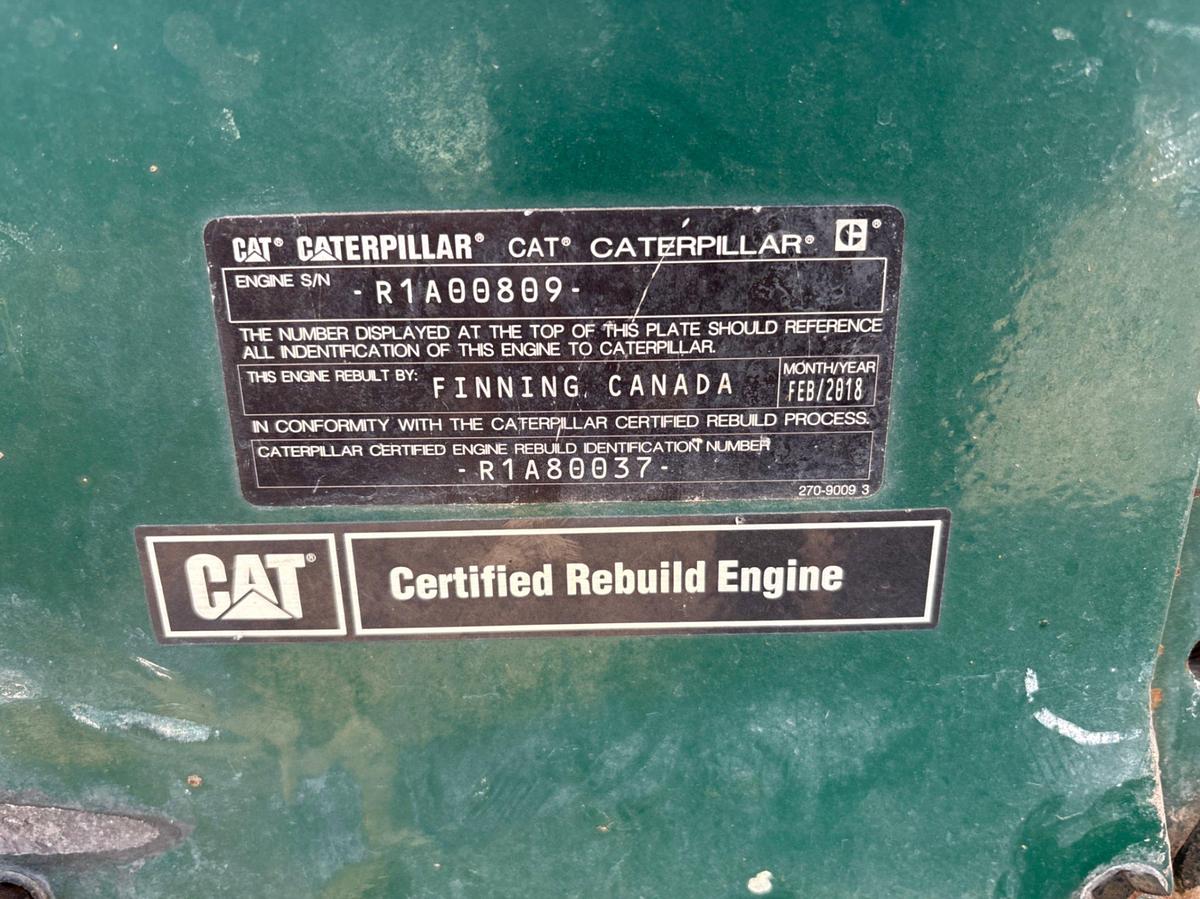 CAT® CATERPILLAR® CAT® CATERPILLAR® C®
ENGINE S/N -R1A00809-
THE NUMBER DISPLAYED AT THE TOP OF THIS PLATE SHOULD REFERENCE
ALL INDENTIFICATION OF THIS ENGINE TO CATERPILLAR.
THIS ENGINE REBUILT BY: FINNING CANADA MONTH/YEAR
FEB/2018
IN CONFORMITY WITH THE CATERPILLAR CERTIFIED REBUILD PROCESS.
CATERPILLAR CERTIFIED ENGINE REBUILD IDENTIFICATION NUMBER
-R1A80037-
270-9009 3
CAT® Certified Rebuild Engine